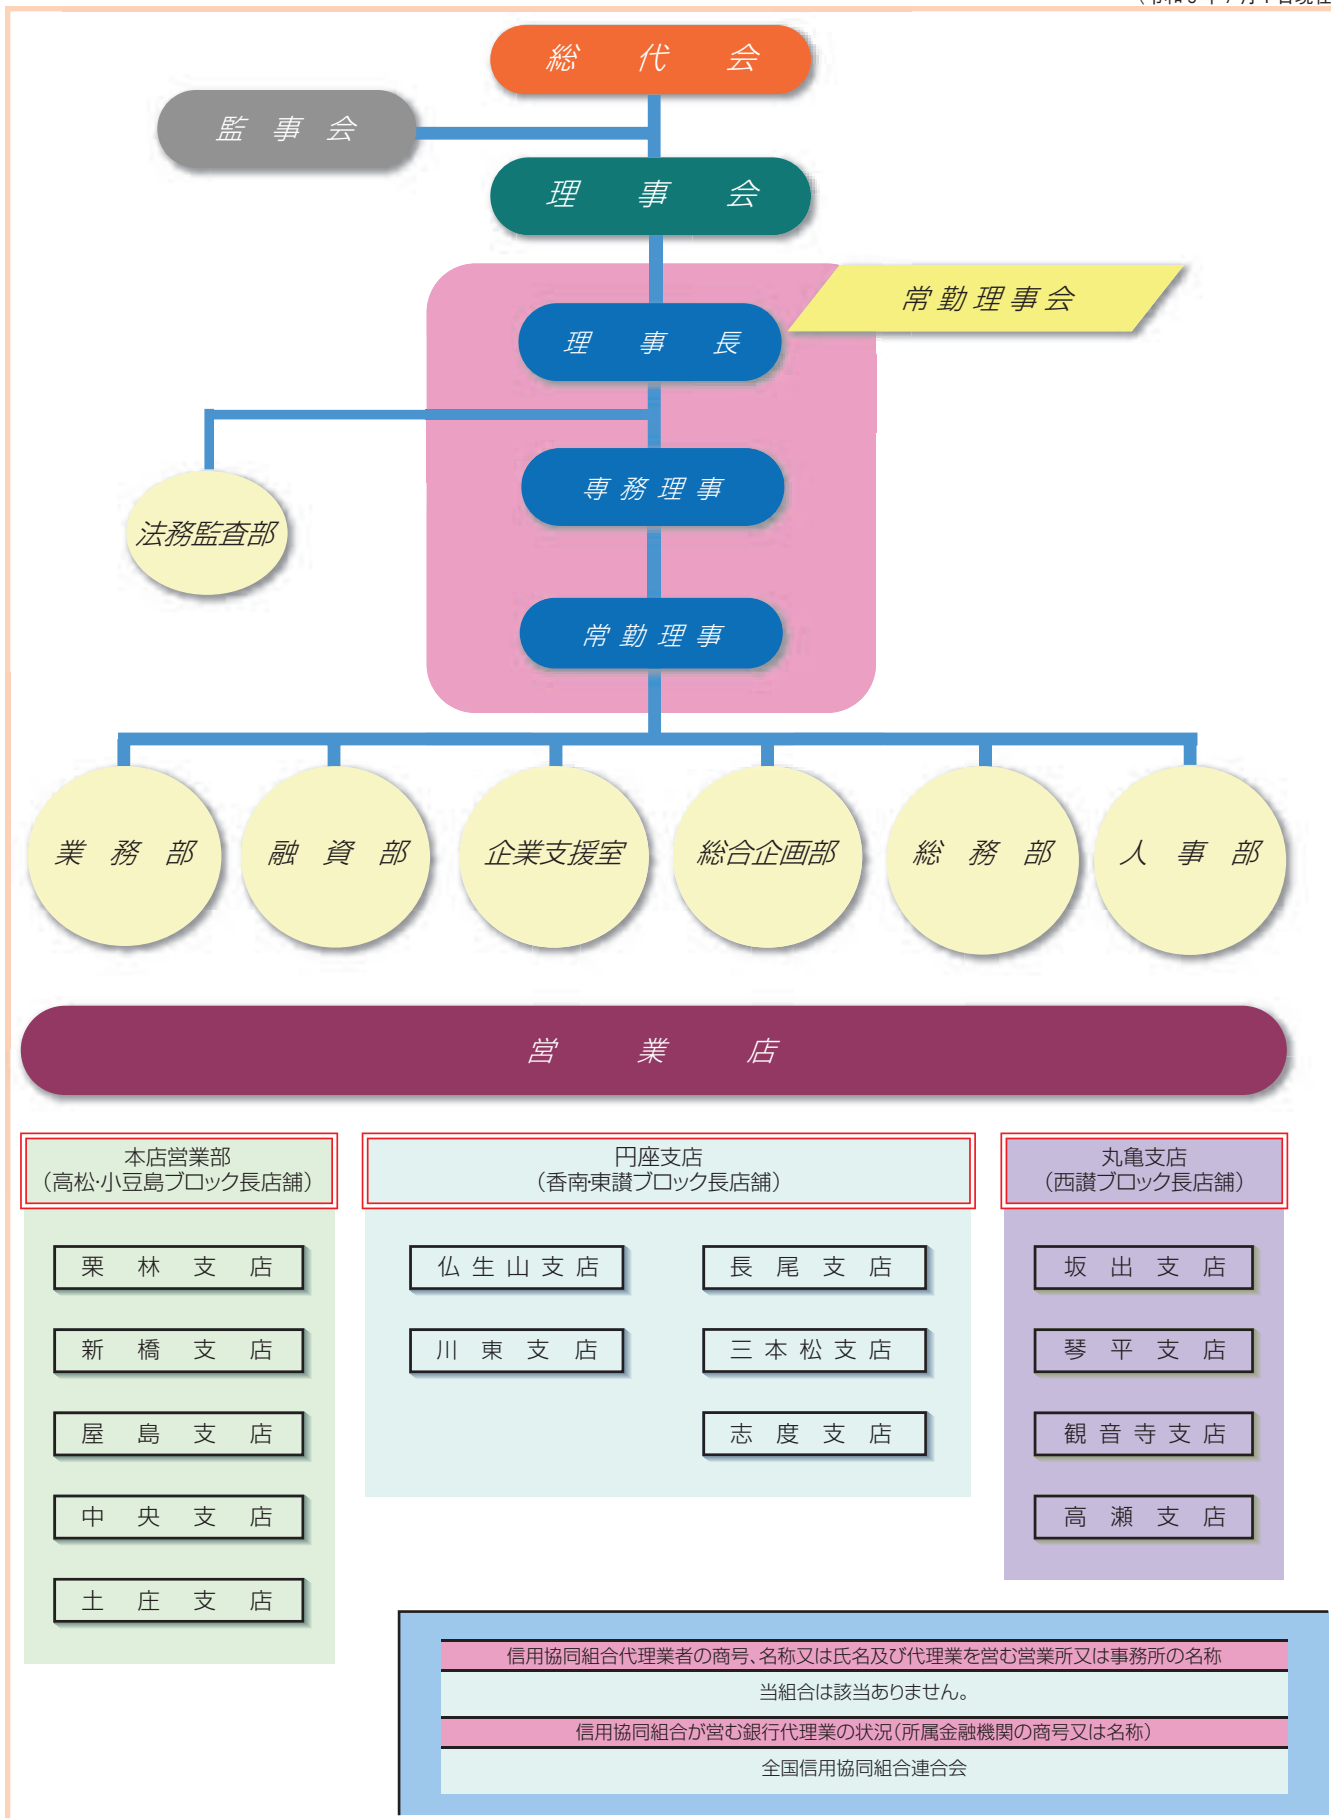 総代会
監事会
理事会
常勤理事会
理事長
専務理事
法務監査部
常勤理事
業務部
融資部
企業支援室
総合企画部
総務部
人事部
営業店
本店営業部
（高松・小豆島ブロック長店舗）
栗林支店
新橋支店
屋島支店
中央支店
土庄支店
円座支店
（香南・東讃ブロック長店舗）
仏生山支店
川東支店
長尾支店
三本松支店
志度支店
丸亀支店
（西讃ブロック長店舗）
坂出支店
琴平支店
観音寺支店
高瀬支店
信用協同組合代理業者の商号、名称又は氏名及び代理業を営む営業所又は事務所の名称
当組合は該当ありません。
信用協同組合が営む銀行代理業の状況（所属金融機関の商号又は名称）
全国信用協同組合連合会